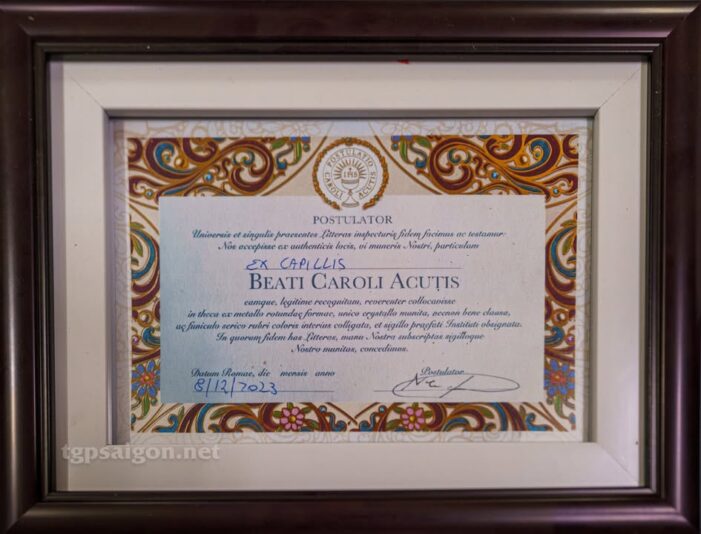 POSTULATIO
CAROLI ACUTIS
IHS
POSTULATOR
Universis et singulis praesentes Litteras inspecturis fidem facimus ac testamur
Nos accepisse ex authenticis locis, vi muneris Nostri, particulam
EX CAPILLIS
BEATI CAROLI ACUTIS
eamque, legitime recognitam, reverenter collocavisse
in theca ex metallo rotundae formae, unico crystallo munita, necnon bene clausa,
ac funiculo serico rubri coloris interius colligata, et sigillo praefati Instituti obsignata.
In quorum fidem has Litteras, manu Nostra subscriptas sigilloque
Nostro munitas, concedimus.
Datum Romae, die mensis anno
8/12/2023
Postulator
tgpsaigon.net